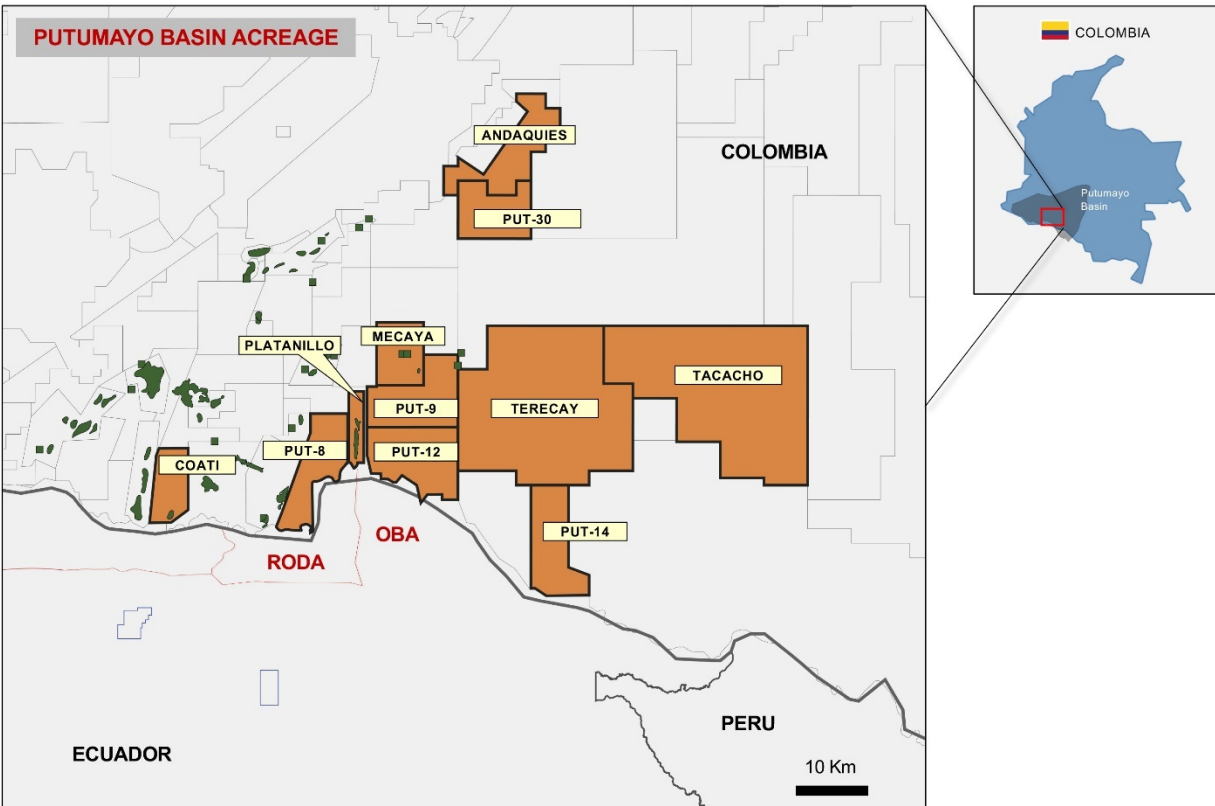 PUTUMAYO BASIN ACREAGE
COLOMBIA
ANDAQUIES
COLOMBIA
Putumayo
Basin
PUT-30
MECAYA
PLATANILLO
TACACHO
PUT-9
TERECAY
PUT-8
PUT-12
COATI
PUT-14
OBA
RODA
PERU
ECUADOR
10 Km